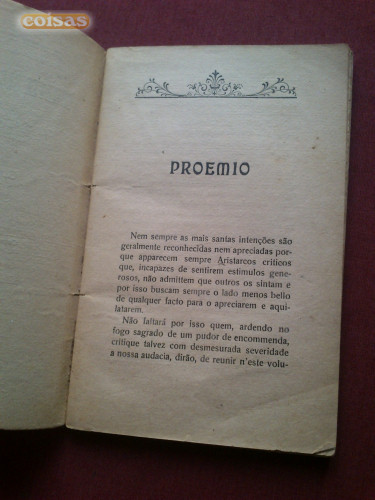 coisas
PROEMIO
Nem sempre as mais santas intenções são
geralmente reconhecidas nem apreciadas por-
que apparecem sempre Aristarcos criticos
que, incapazes de sentirem estimulos gene-
rosos, não admittem que outros os sintam e
por isso buscam sempre o lado menos bello
de qualquer facto para o apreciarem e aqui-
latarem.
Não faltará por isso quem, ardendo no
fogo sagrado de um pudor de encommenda,
critique talvez com desmesurada severidade
a nossa audacia, dirão, de reunir n'este volu-